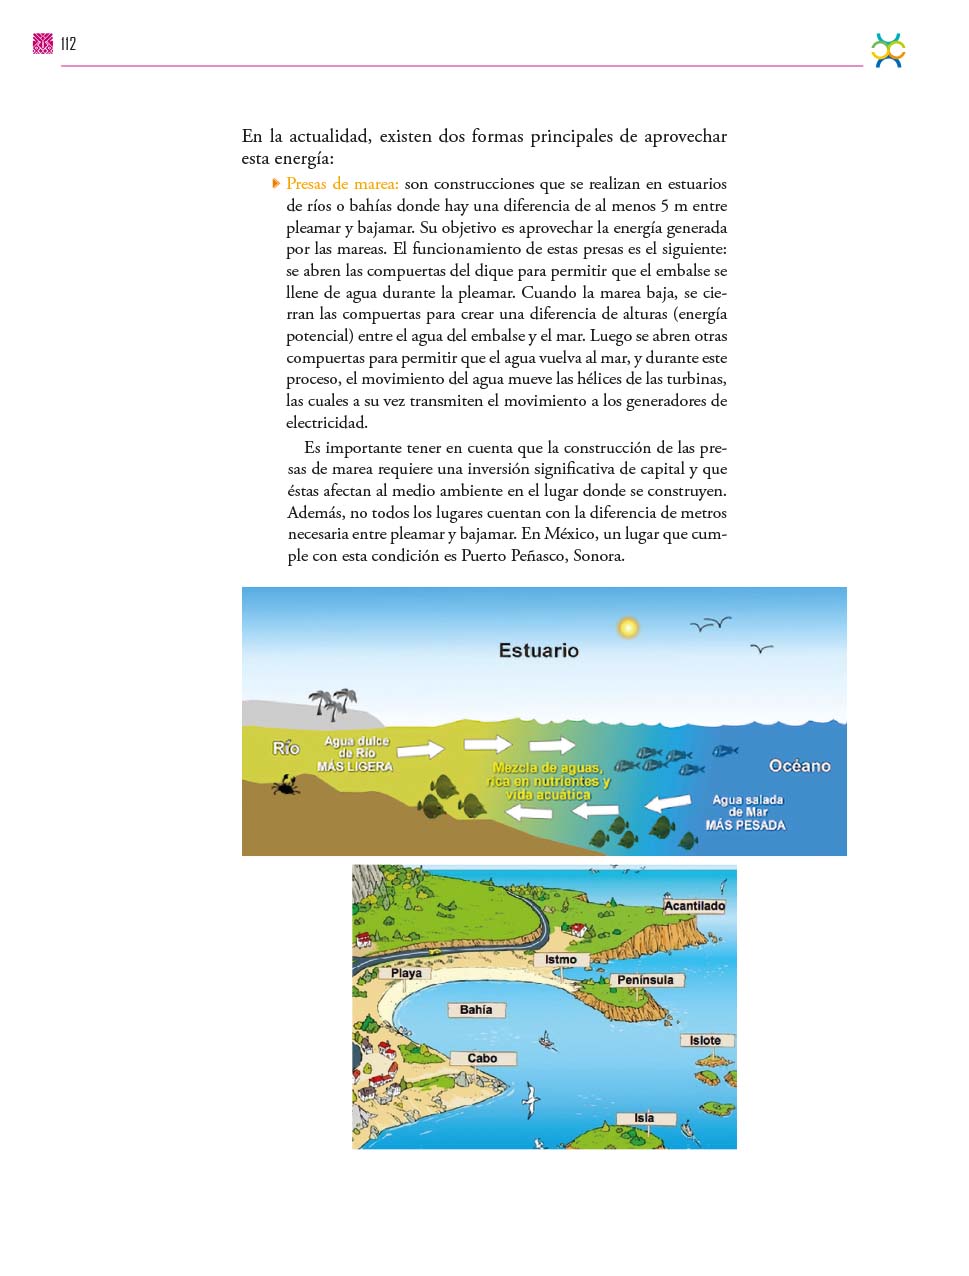 112
En la actualidad, existen dos formas principales de aprovechar
esta energía:
Presas de marea: son construcciones que se realizan en estuarios
de ríos o bahías donde hay una diferencia de al menos 5 m entre
pleamar y bajamar. Su objetivo es aprovechar la energía generada
por las mareas. El funcionamiento de estas presas es el siguiente:
se abren las compuertas del dique para permitir que el embalse se
llene de agua durante la pleamar. Cuando la marea baja, se cie-
rran las compuertas para crear una diferencia de alturas (energía
potencial) entre el agua del embalse y el mar. Luego se abren otras
compuertas para permitir que el agua vuelva al mar, y durante este
proceso, el movimiento del agua mueve las hélices de las turbinas,
las cuales a su vez transmiten el movimiento a los generadores de
electricidad.
Es importante tener en cuenta que la construcción de las pre-
sas de marea requiere una inversión significativa de capital y que
éstas afectan al medio ambiente en el lugar donde se construyen.
Además, no todos los lugares cuentan con la diferencia de metros
necesaria entre pleamar y bajamar. En México, un lugar que cum-
ple con esta condición es Puerto Peñasco, Sonora.
Estuario
Río
Agua dulce
de Río
MÁS LIGERA
Mezcla de aguas,
rica en nutrientes y
vida acuática
Océano
Agua salada
de Mar
MÁS PESADA
Acantilado
Istmo
Playa
Península
Bahía
Islote
Cabo
Isla